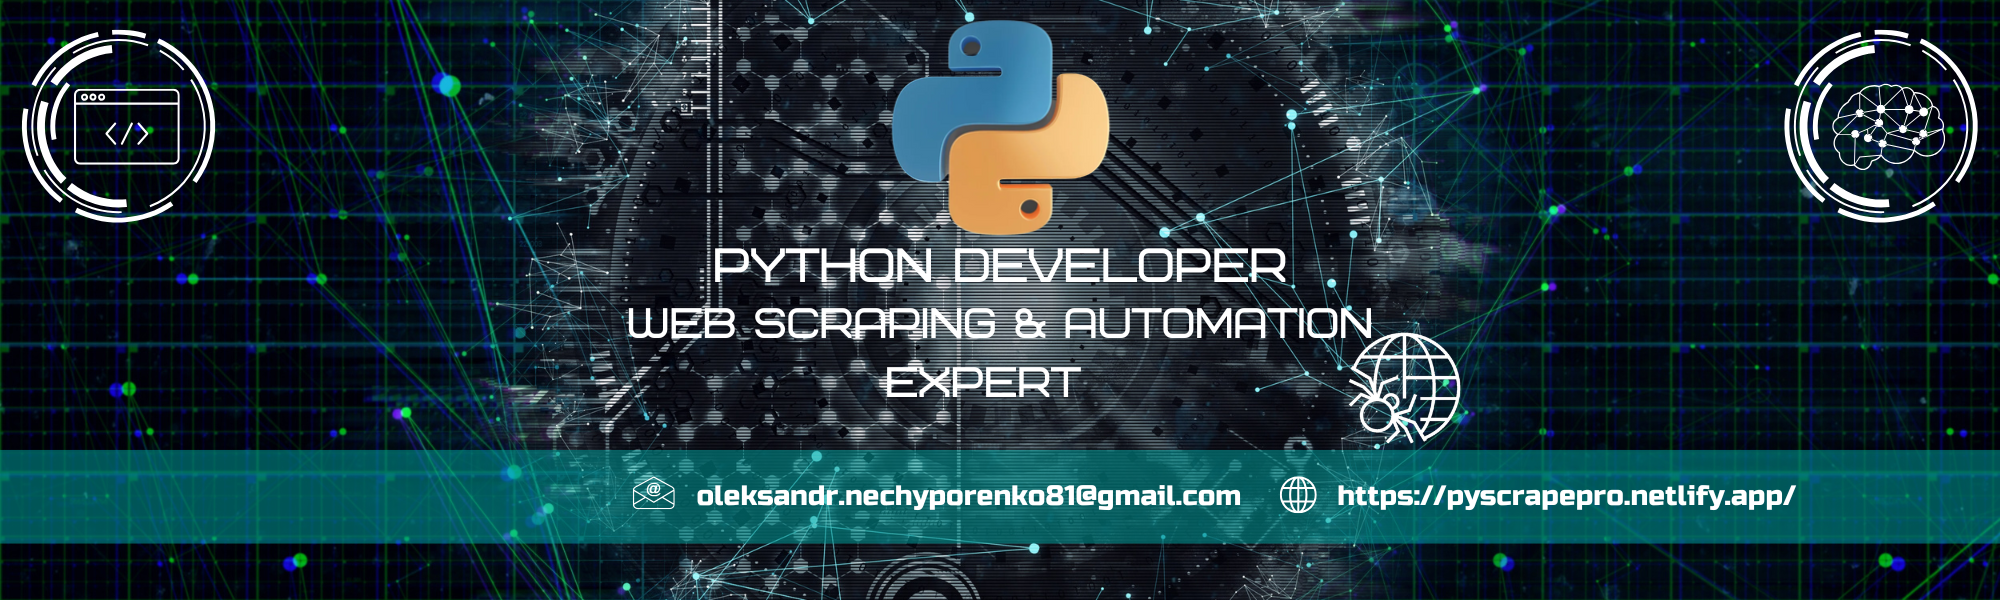 PYTHON DEVELOPER
WEB SCRAPING & AUTOMATION
EXPERT
oleksandr.nechyporenko81@gmail.com
https://pyscrapepro.netlify.app/